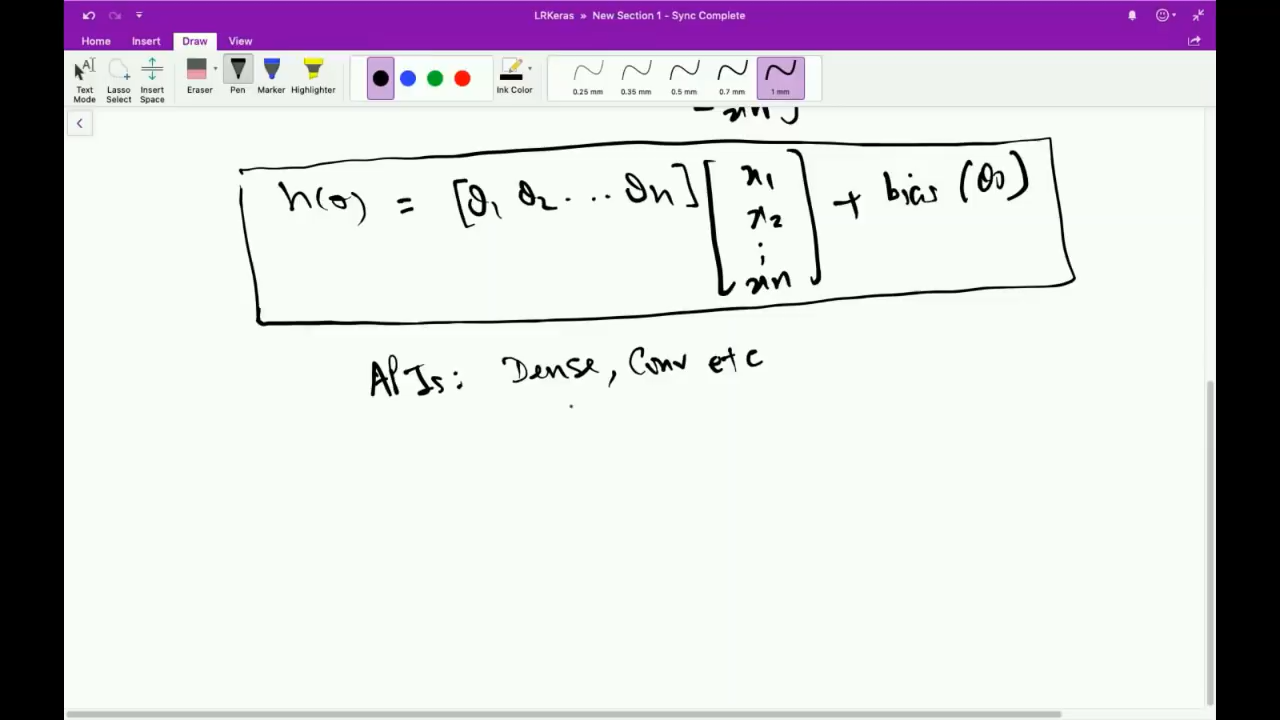 LRKeras » New Section 1 - Sync Complete
Home Insert Draw View
Text Mode Lasso Select Insert Space Eraser Pen Marker Highlighter Ink Color 0.25 mm 0.35 mm 0.5 mm 0.7 mm 1 mm
xn ]
h(θ) = [θ1 θ2 ... θn] [x1 x2 : xn] + bias (θ0)
APIs: Dense, Conv etc